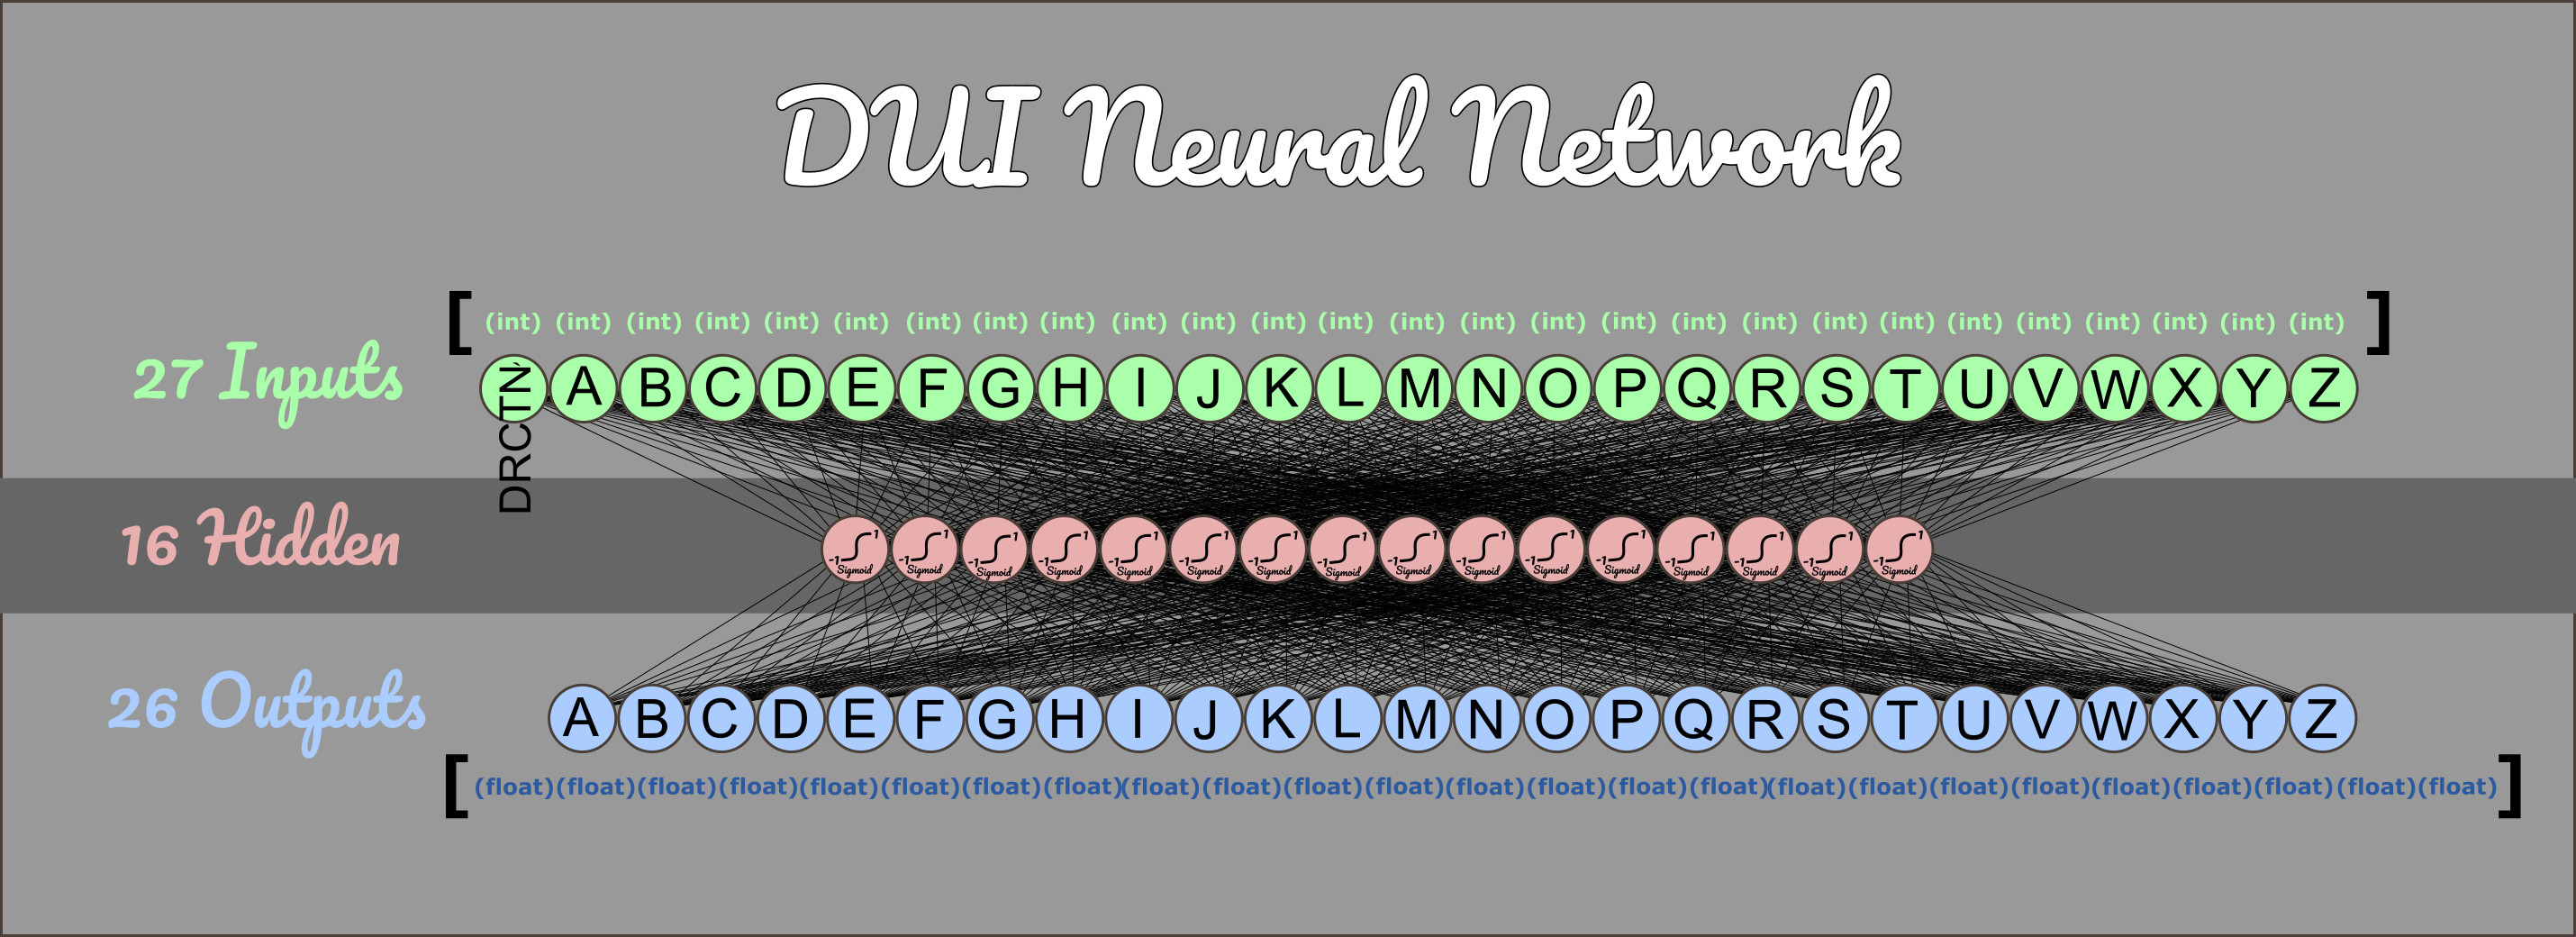 DUI Neural Network
[ (int) (int) (int) (int) (int) (int) (int) (int) (int) (int) (int) (int) (int) (int) (int) (int) (int) (int) (int) (int) (int) (int) (int) (int) (int) (int) (int) ]
27 Inputs
DRCTN A B C D E F G H I J K L M N O P Q R S T U V W X Y Z
16 Hidden
1 1 1 1 1 1 1 1 1 1 1 1 1 1 1 1
-1 -1 -1 -1 -1 -1 -1 -1 -1 -1 -1 -1 -1 -1 -1 -1
Sigmoid Sigmoid Sigmoid Sigmoid Sigmoid Sigmoid Sigmoid Sigmoid Sigmoid Sigmoid Sigmoid Sigmoid Sigmoid Sigmoid Sigmoid Sigmoid
26 Outputs
A B C D E F G H I J K L M N O P Q R S T U V W X Y Z
[ (float)(float)(float)(float)(float)(float)(float)(float)(float)(float)(float)(float)(float)(float)(float)(float)(float)(float)(float)(float)(float)(float)(float)(float)(float) ]